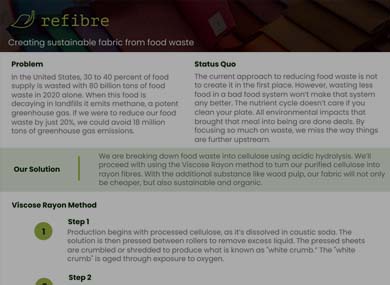 refibre
Creating sustainable fabric from food waste
Problem
In the United States, 30 to 40 percent of food
supply is wasted with 80 billion tons of food
waste in 2020 alone. When this food is
decaying in landfills it emits methane, a potent
greenhouse gas. If we were to reduce our food
waste by just 20%, we could avoid 18 million
tons of greenhouse gas emissions.
Status Quo
The current approach to reducing food waste is not
to create it in the first place. However, wasting less
food in a bad food system won't make that system
any better. The nutrient cycle doesn't care if you
clean your plate. All environmental impacts that
brought that meal into being are done deals. By
focusing so much on waste, we miss the way things
are further upstream.
Our Solution
We are breaking down food waste into cellulose using acidic hydrolysis. We'll
proceed with using the Viscose Rayon method to turn our purified cellulose into
rayon fibres. With the additional substance like wood pulp, our fabric will not only
be cheaper, but also sustainable and organic.
Viscose Rayon Method
1
Step 1
Production begins with processed cellulose, as it's dissolved in caustic soda. The
solution is then pressed between rollers to remove excess liquid. The pressed sheets
are crumbled or shredded to produce what is known as "white crumb." The "white
crumb" is aged through exposure to oxygen.
Step 2